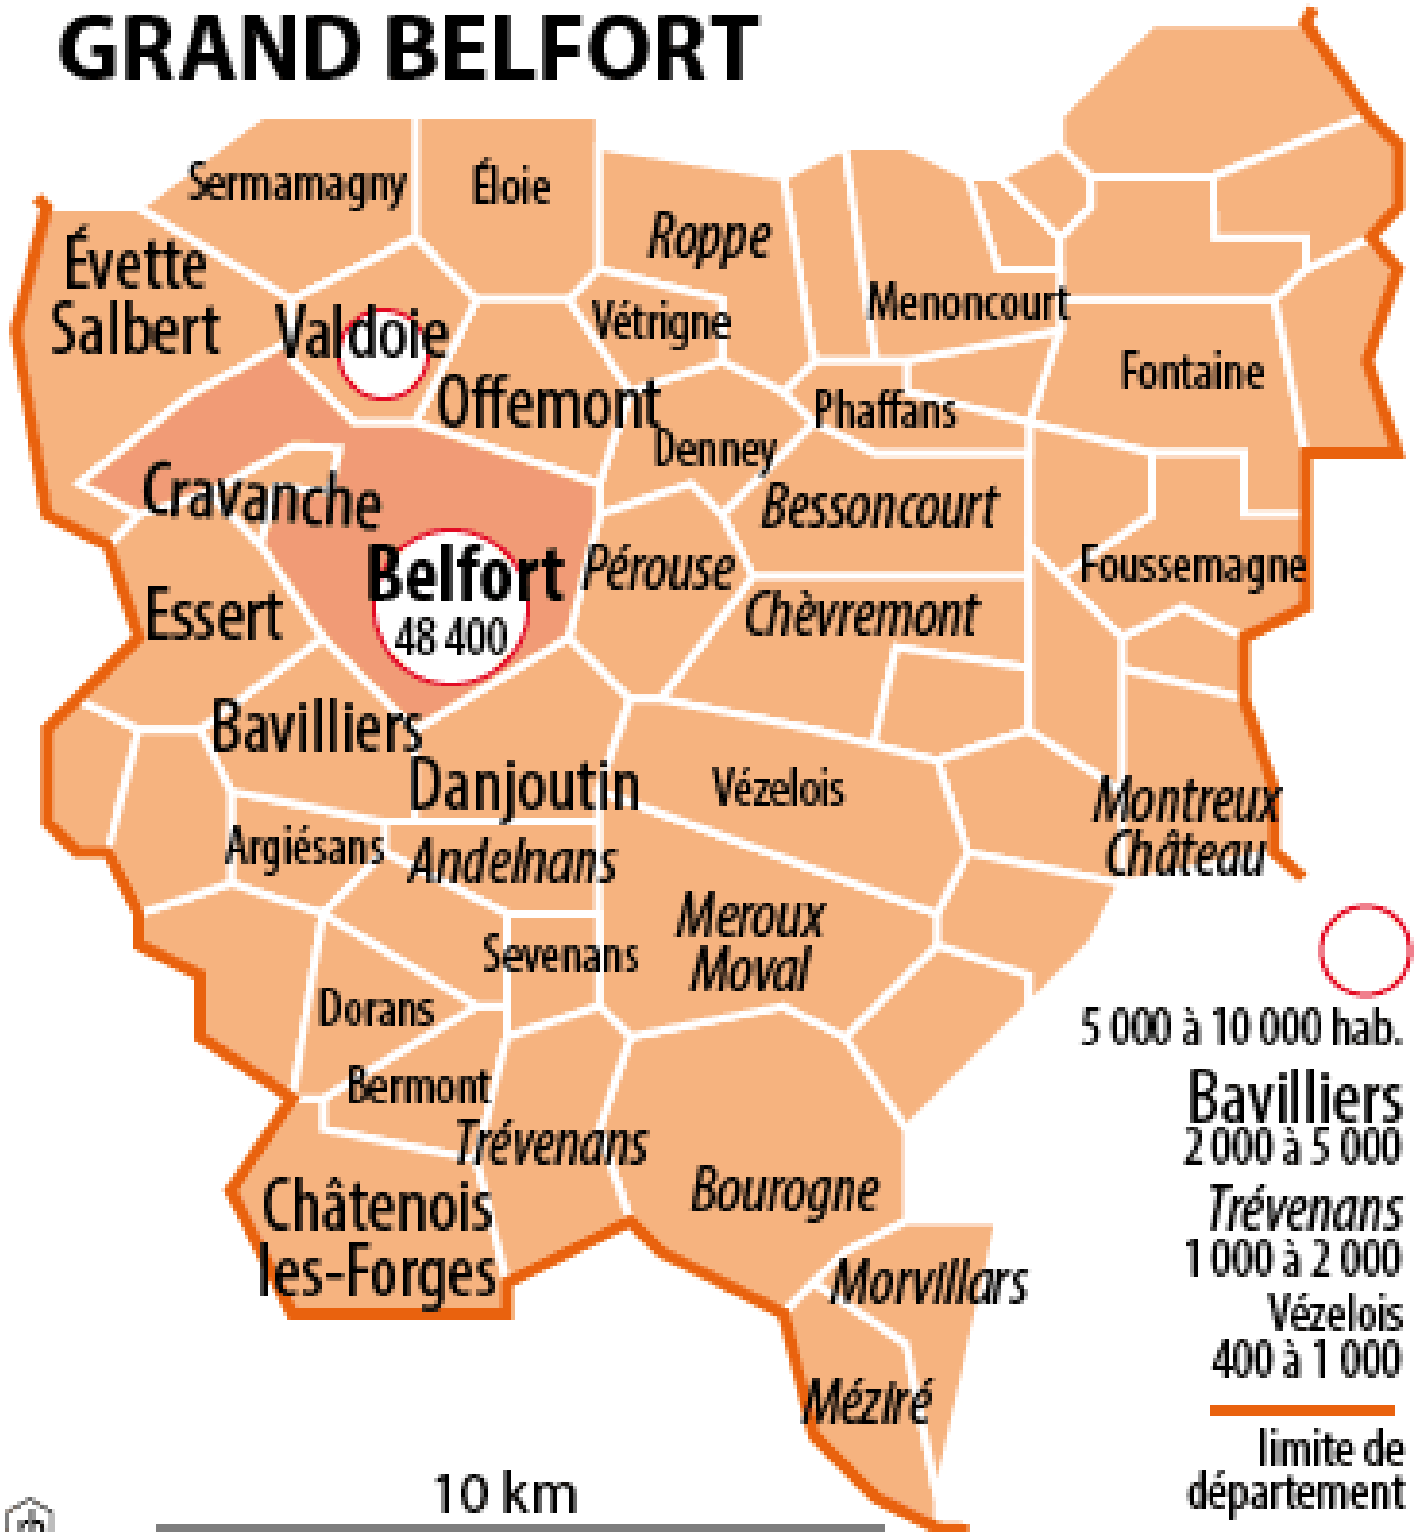 GRAND BELFORT
Sermamagny
Éloie
Roppe
Évette
Salbert
Valdoie
Vétrigne
Menoncourt
Offemont
Fontaine
Phaffans
Denney
Cravanche
Bessoncourt
Belfort
48 400
Pérouse
Foussemagne
Essert
Chèvremont
Bavilliers
Danjoutin
Vézelois
Montreux
Château
Argiésans
Andelnans
Meroux
Moval
Sevenans
Dorans
Bermont
Trévenans
Châtenois
les-Forges
Bourogne
Morvillars
Méziré
5 000 à 10 000 hab.
Bavilliers
2 000 à 5 000
Trévenans
1 000 à 2 000
Vézelois
400 à 1 000
limite de
département
10 km